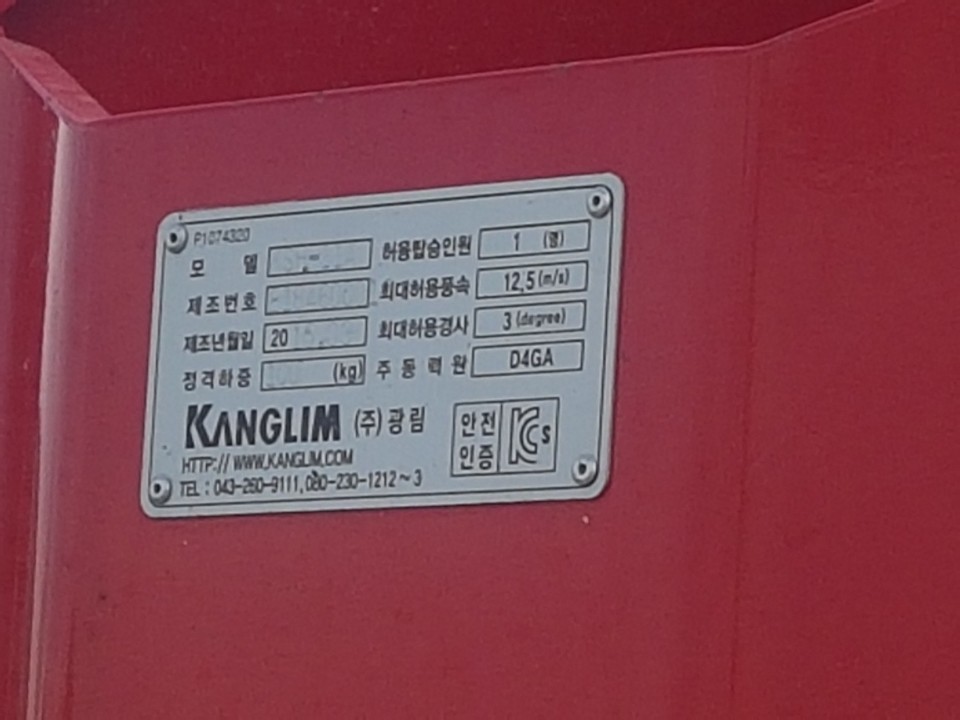 P1074320
모 델 허용탑승인원 1 (명)
제조번호 최대허용풍속 12,5(m/s)
제조년월일 20 최대허용경사 3 (degree)
정격하중 (kg) 주동력원 D4GA
KANGLIM (주)광림 안전
인증 S
HTTP://WWW.KANGLIM.COM
TEL : 043-260-9111, 080-230-1212~3